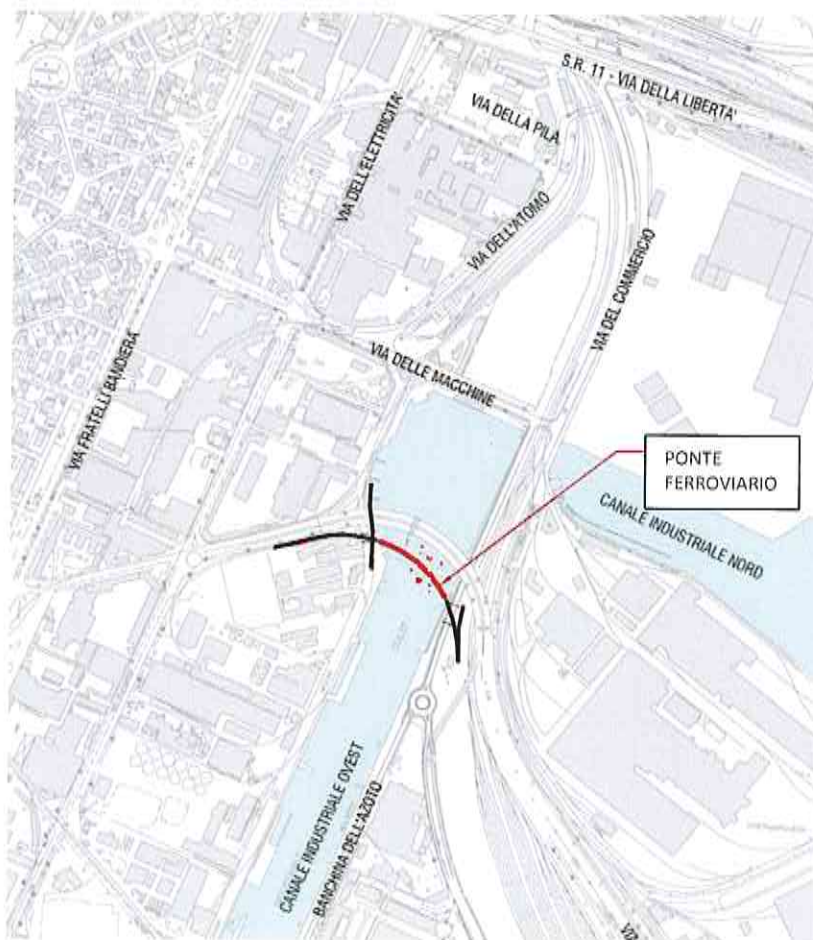 S.R. 11 - VIA DELLA LIBERTA'
VIA DELLA PILA
VIA DELL'ELETTRICITA'
VIA DELL'ATOMO
VIA DEL COMMERCIO
VIA DELLE MACCHINE
VIA FRATELLI BANDIERA
PONTE
FERROVIARIO
CANALE INDUSTRIALE NORD
CANALE INDUSTRIALE OVEST
BANCHINA DELL'AZOTO